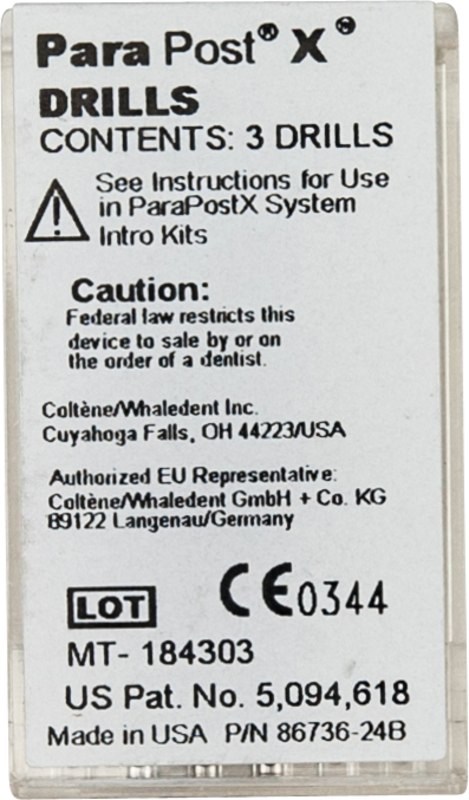 Para Post® X®
DRILLS
CONTENTS: 3 DRILLS
See Instructions for Use
in ParaPostX System
Intro Kits
Caution:
Federal law restricts this
device to sale by or on
the order of a dentist.
Coltène/Whaledent Inc.
Cuyahoga Falls, OH 44223/USA
Authorized EU Representative:
Coltène/Whaledent GmbH + Co. KG
89122 Langenau/Germany
LOT CE0344
MT- 184303
US Pat. No. 5,094,618
Made in USA P/N 86736-24B